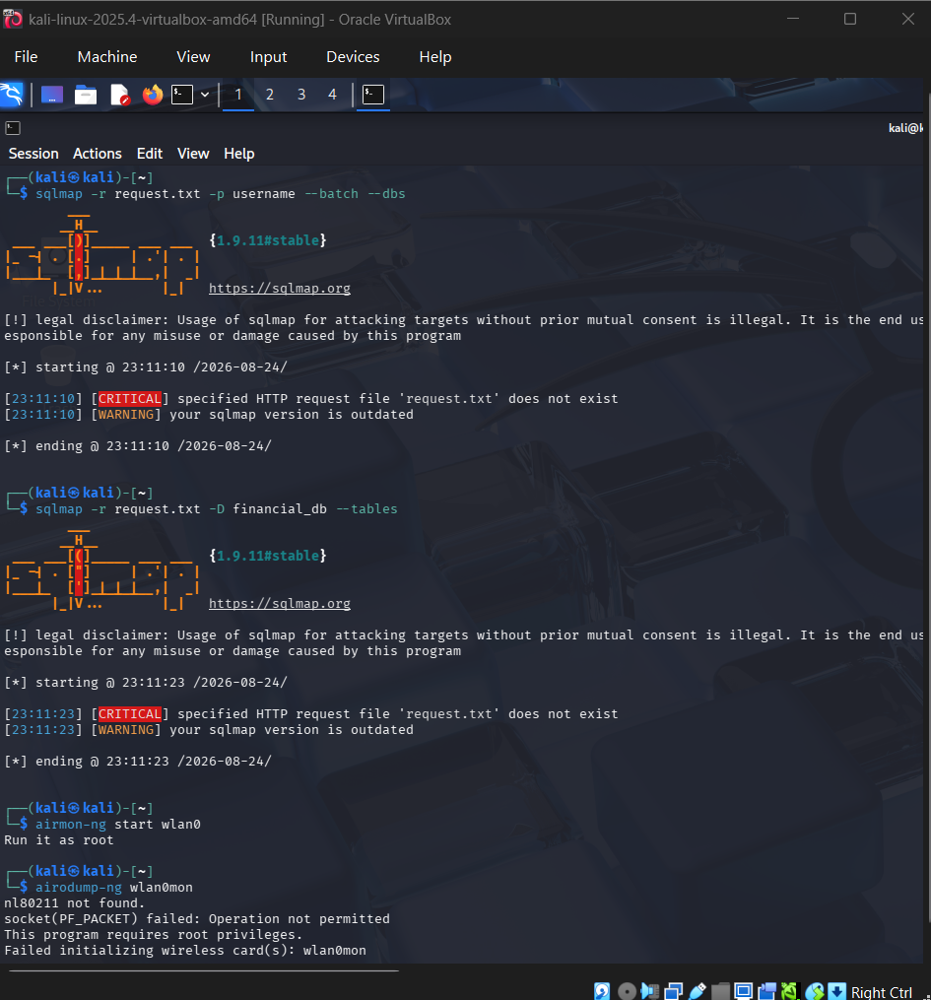 kali-linux-2025.4-virtualbox-amd64 [Running] - Oracle VirtualBox
File Machine View Input Devices Help
1 2 3 4
kali@k
Session Actions Edit View Help
┌──(kali㉿kali)-[~]
└─$ sqlmap -r request.txt -p username --batch --dbs
        ___
       __H__
 ___ ___[)]_____ ___ ___  {1.9.11#stable}
|_ -| . [.]     | .'| . |
|___|_  [,]_|_|_|__,|  _|
      |_|V...       |_|   https://sqlmap.org
[!] legal disclaimer: Usage of sqlmap for attacking targets without prior mutual consent is illegal. It is the end us
esponsible for any misuse or damage caused by this program
[*] starting @ 23:11:10 /2026-08-24/
[23:11:10] [CRITICAL] specified HTTP request file 'request.txt' does not exist
[23:11:10] [WARNING] your sqlmap version is outdated
[*] ending @ 23:11:10 /2026-08-24/
┌──(kali㉿kali)-[~]
└─$ sqlmap -r request.txt -D financial_db --tables
        ___
       __H__
 ___ ___[(]_____ ___ ___  {1.9.11#stable}
|_ -| . ["]     | .'| . |
|___|_  [']_|_|_|__,|  _|
      |_|V...       |_|   https://sqlmap.org
[!] legal disclaimer: Usage of sqlmap for attacking targets without prior mutual consent is illegal. It is the end us
esponsible for any misuse or damage caused by this program
[*] starting @ 23:11:23 /2026-08-24/
[23:11:23] [CRITICAL] specified HTTP request file 'request.txt' does not exist
[23:11:23] [WARNING] your sqlmap version is outdated
[*] ending @ 23:11:23 /2026-08-24/
┌──(kali㉿kali)-[~]
└─$ airmon-ng start wlan0
Run it as root
┌──(kali㉿kali)-[~]
└─$ airodump-ng wlan0mon
nl80211 not found.
socket(PF_PACKET) failed: Operation not permitted
This program requires root privileges.
Failed initializing wireless card(s): wlan0mon
Right Ctrl